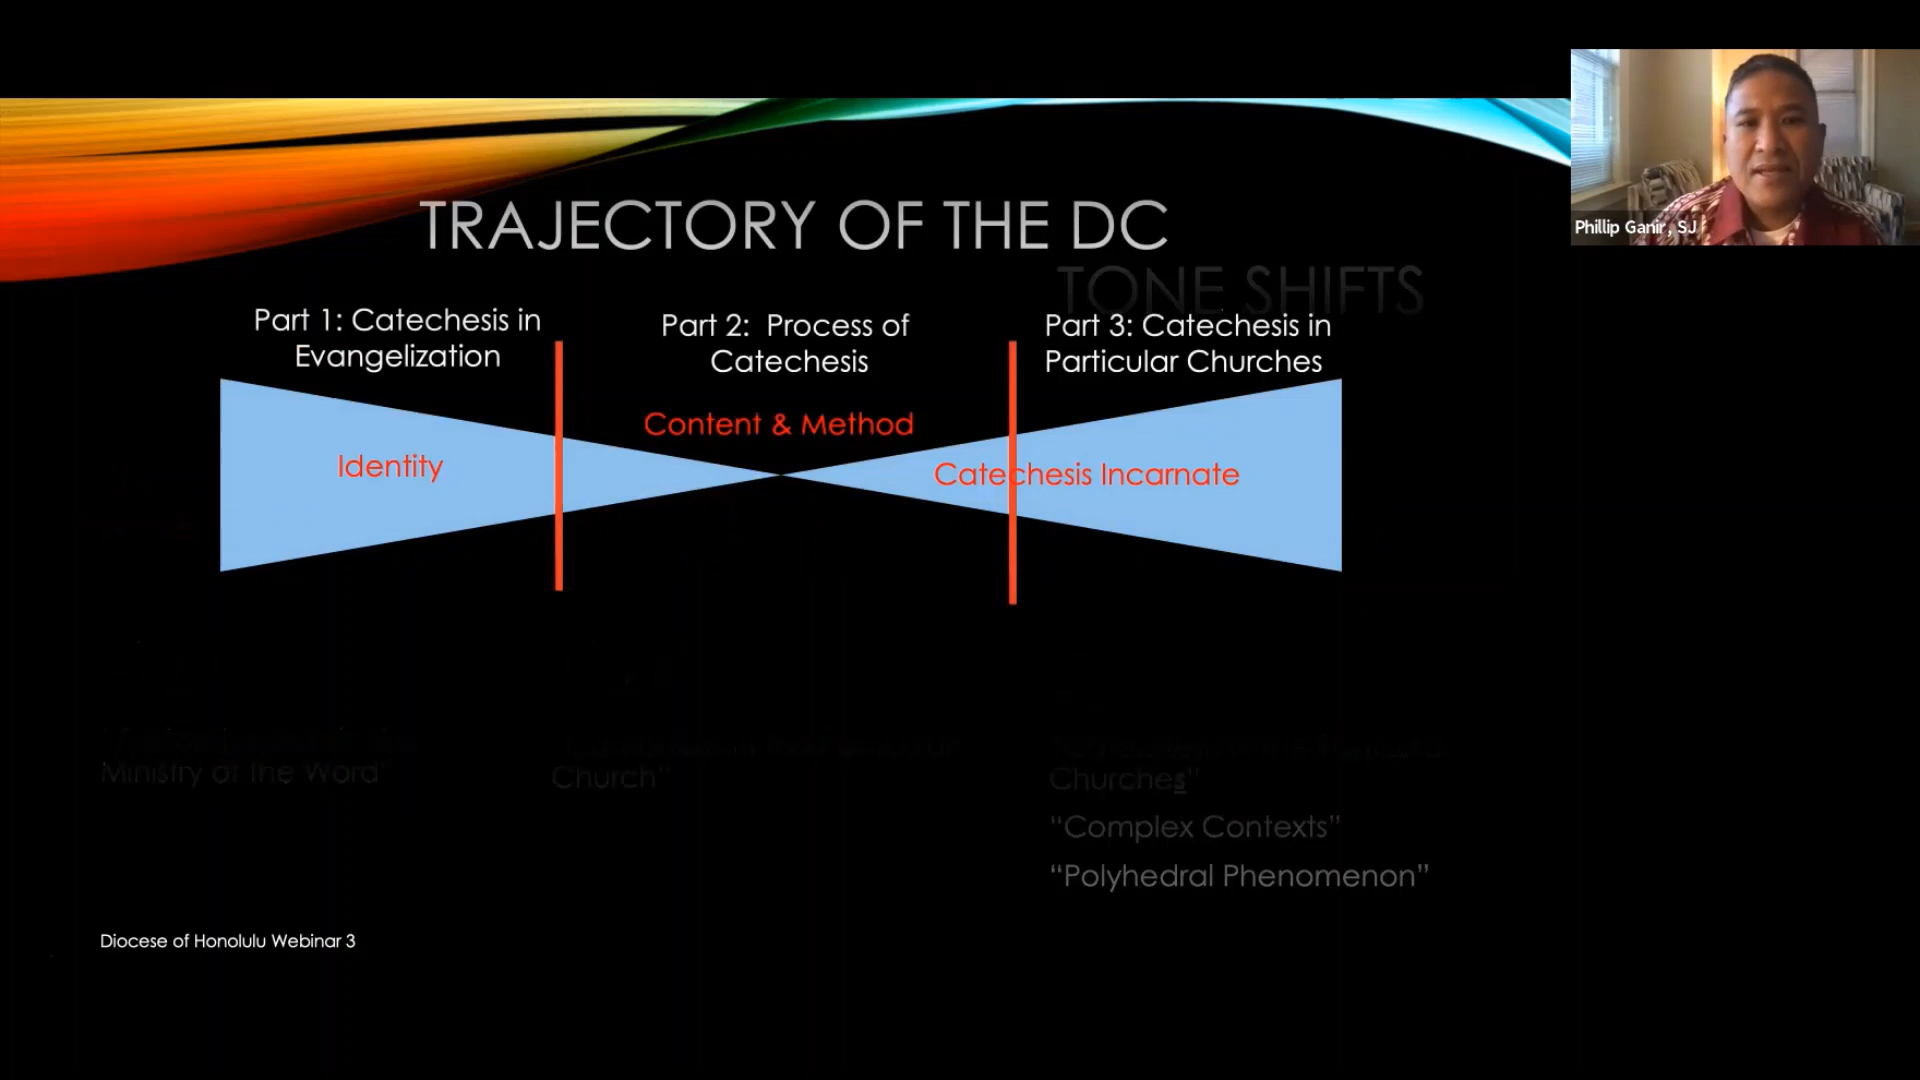 TRAJECTORY OF THE DC
TONE SHIFTS
Part 1: Catechesis in
Evangelization
Part 2: Process of
Catechesis
Part 3: Catechesis in
Particular Churches
Content & Method
Identity
Catechesis Incarnate
Ministry of the Word"
Church"
Churches"
“Complex Contexts”
“Polyhedral Phenomenon”
Diocese of Honolulu Webinar 3
Phillip Ganir, SJ